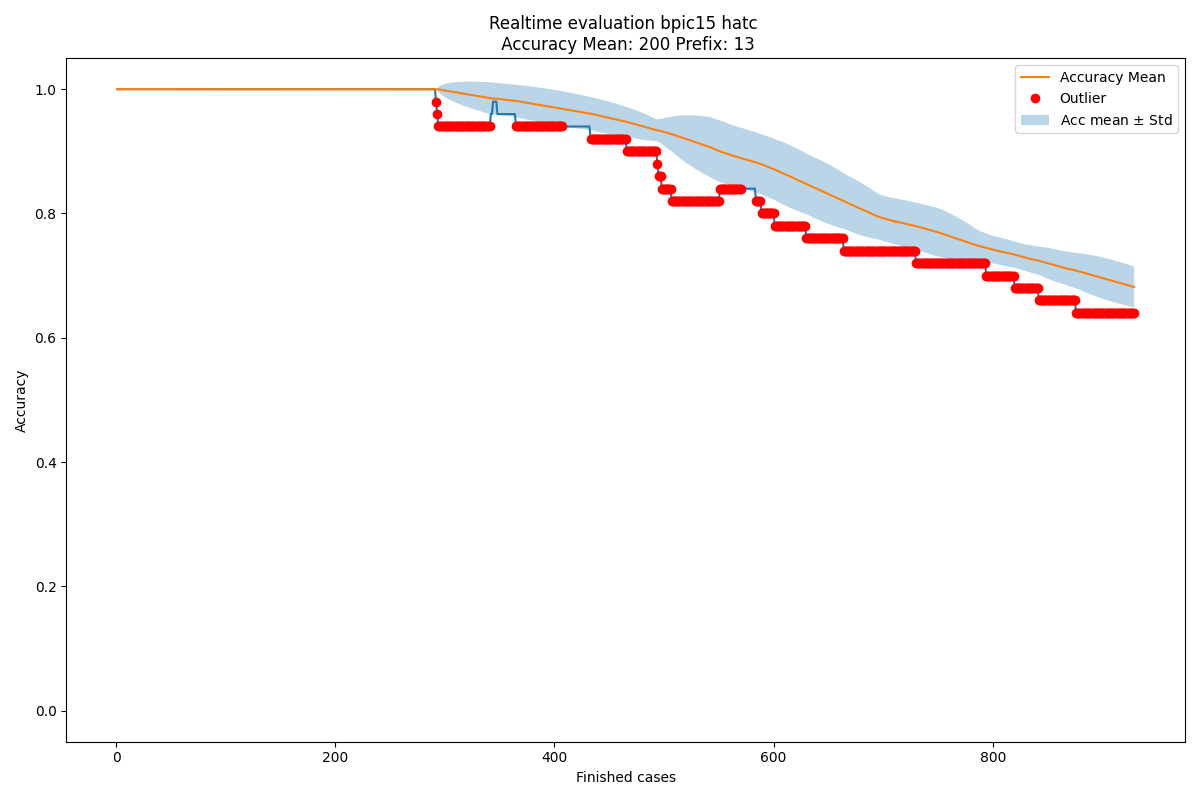 Realtime evaluation bpic15 hatc
Accuracy Mean: 200 Prefix: 13
Accuracy Mean
Outlier
Acc mean ± Std
1.0
0.8
0.6
0.4
0.2
0.0
Accuracy
0
200
400
600
800
Finished cases